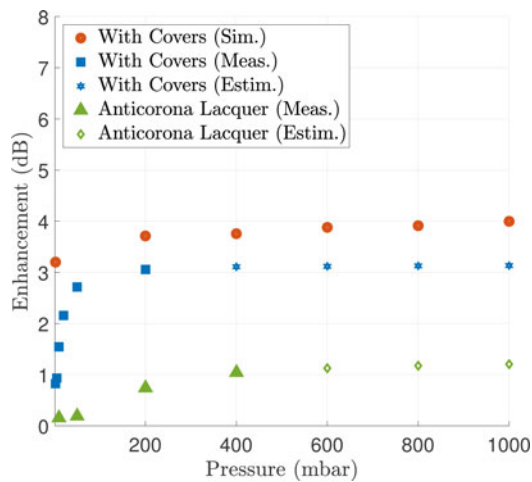 8
With Covers (Sim.)
7
With Covers (Meas.)
With Covers (Estim.)
6
Anticorona Lacquer (Meas.)
Anticorona Lacquer (Estim.)
5
4
3
2
1
0
Enhancement (dB)
200 400 600 800 1000
Pressure (mbar)